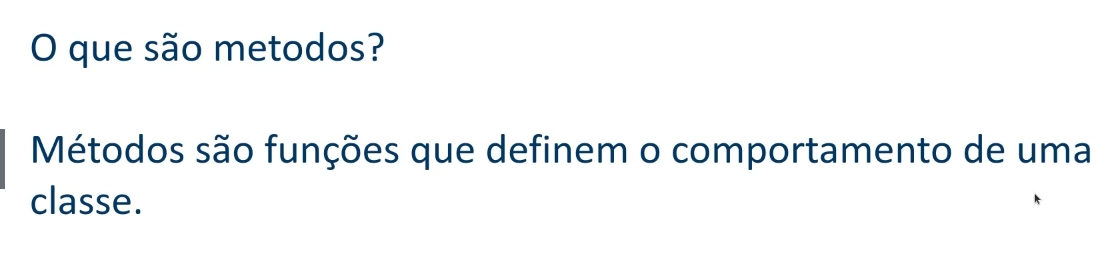 O que são metodos?
Métodos são funções que definem o comportamento de uma
classe.